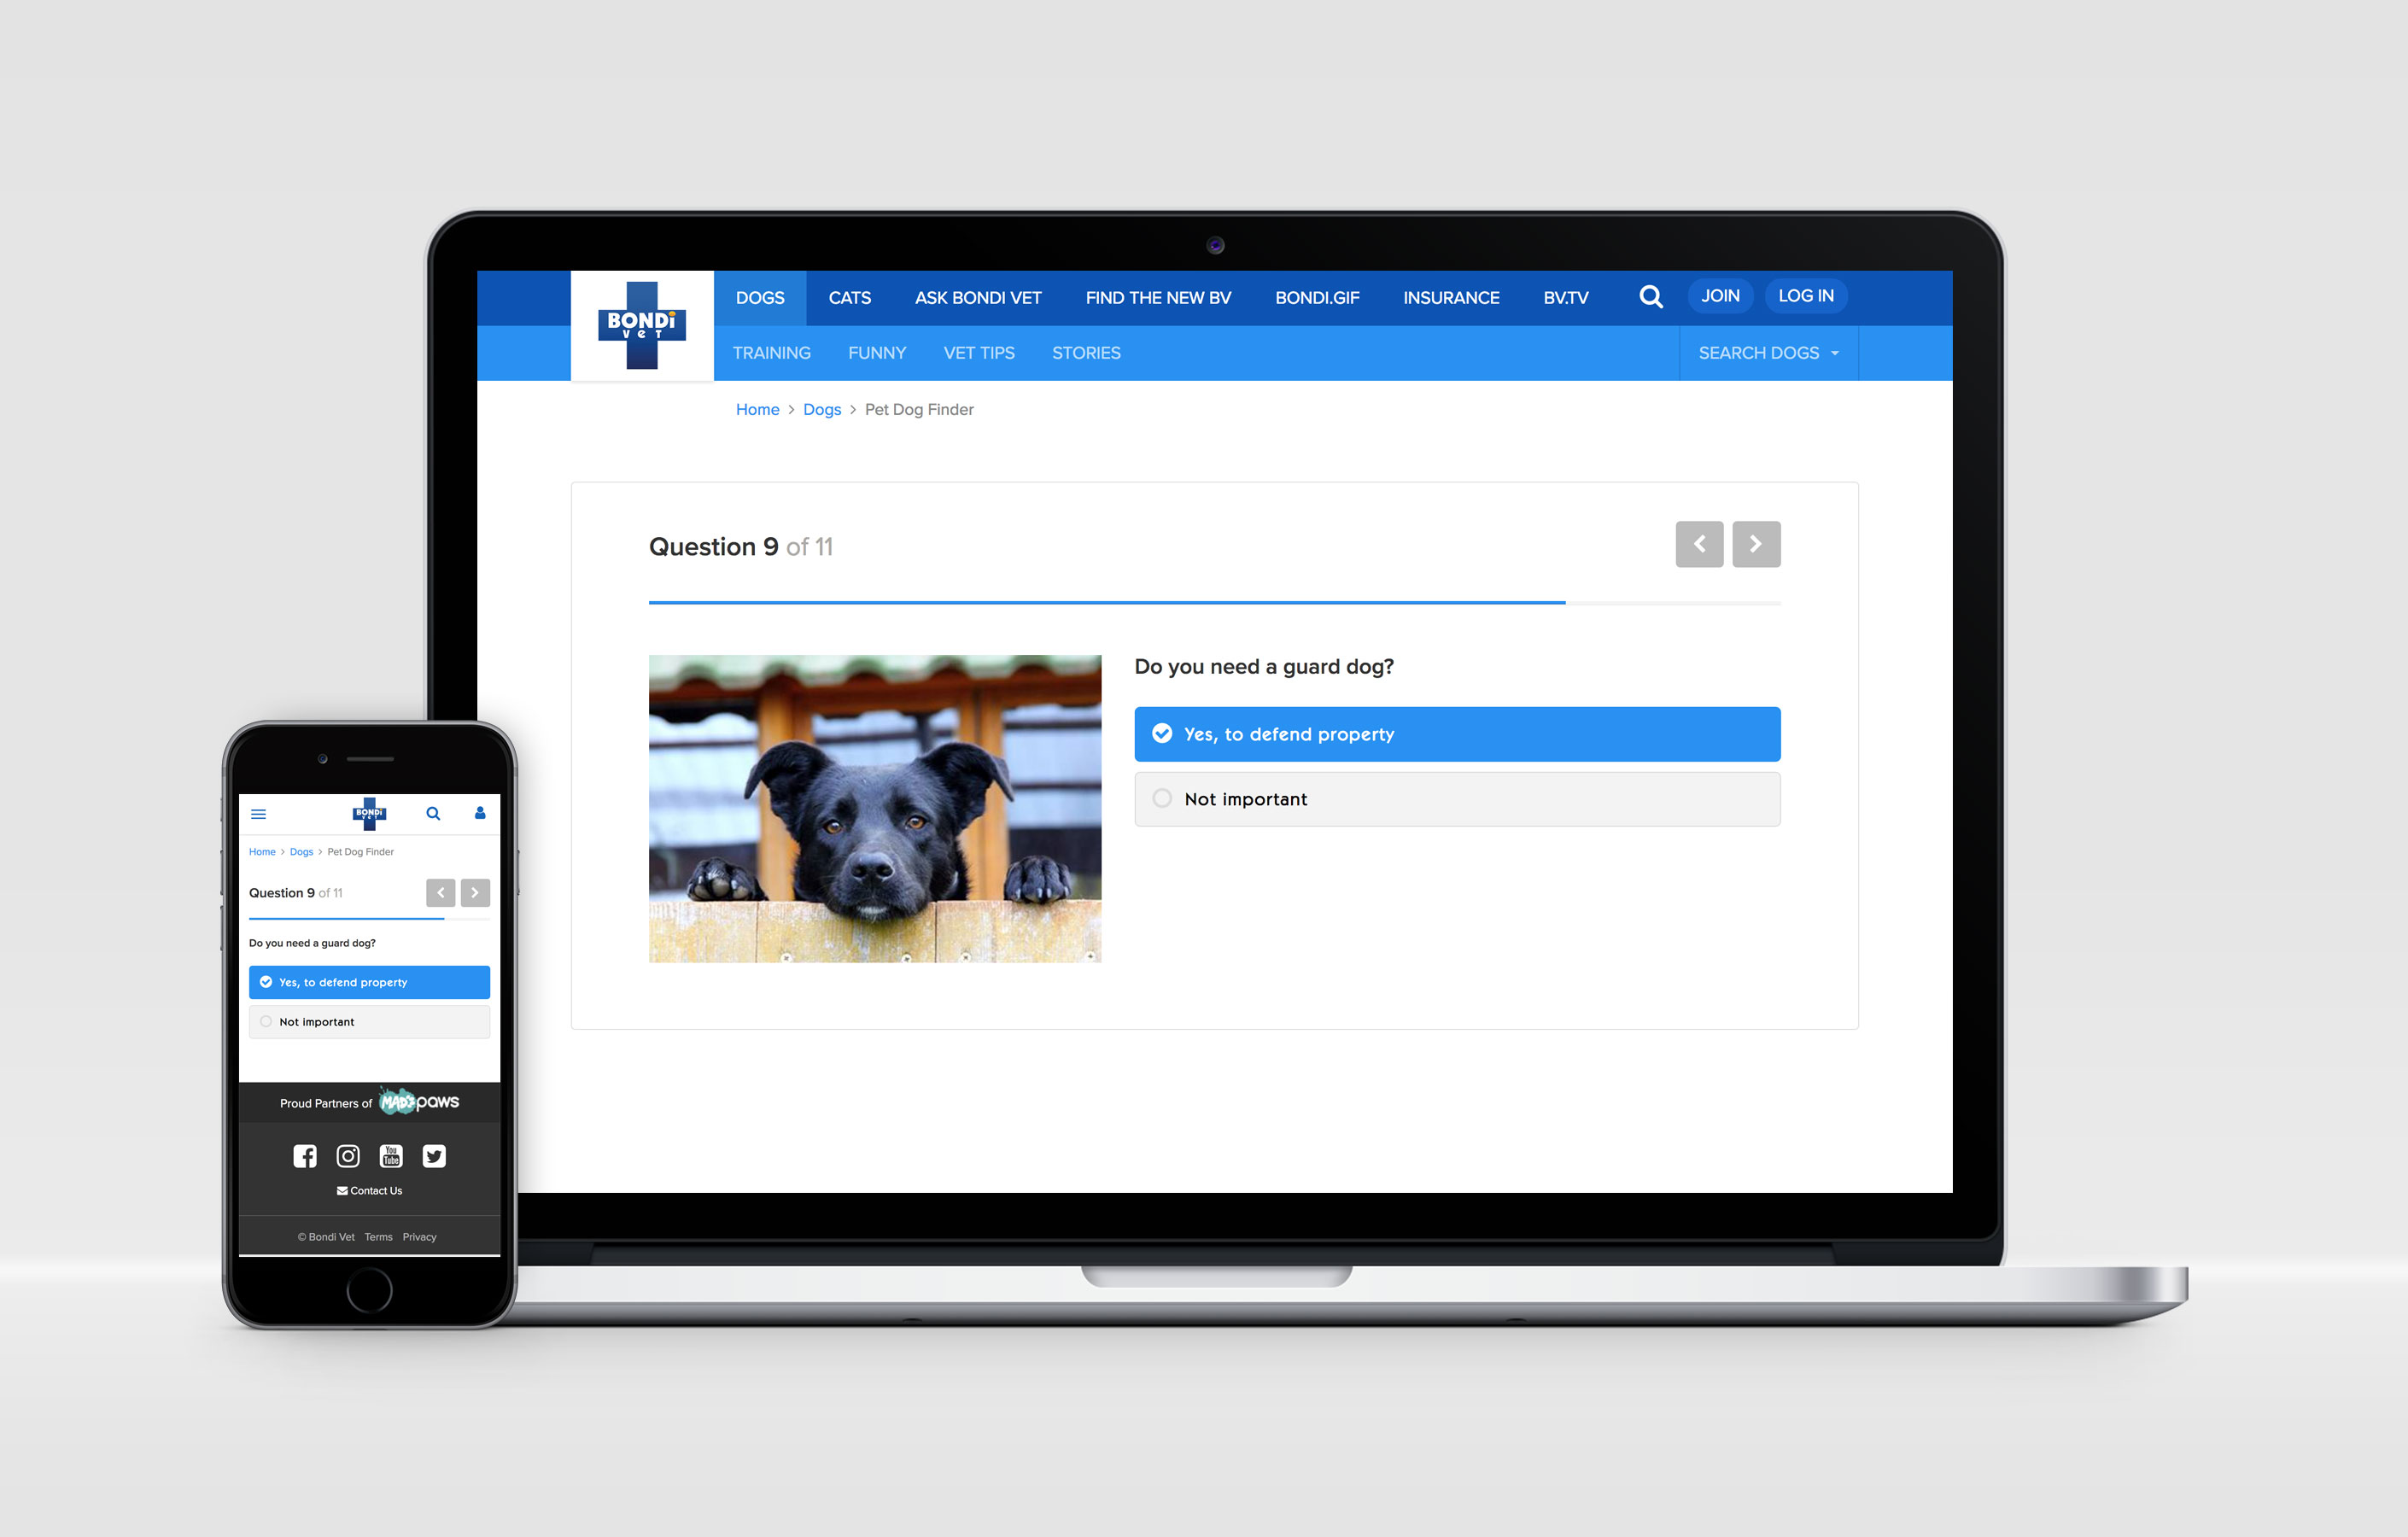 BONDi
vet
DOGS CATS ASK BONDI VET FIND THE NEW BV BONDI.GIF INSURANCE BV.TV JOIN LOG IN
TRAINING FUNNY VET TIPS STORIES SEARCH DOGS
Home > Dogs > Pet Dog Finder
Question 9 of 11
Do you need a guard dog?
Yes, to defend property
Not important
BONDi
vet
Home > Dogs > Pet Dog Finder
Question 9 of 11
Do you need a guard dog?
Yes, to defend property
Not important
Proud Partners of MAD paws
You
Tube
Contact Us
© Bondi Vet Terms Privacy